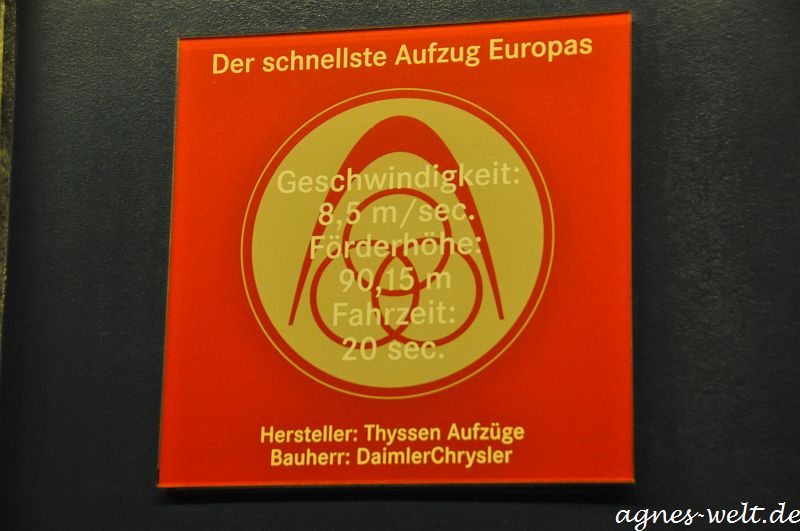 Der schnellste Aufzug Europas
Geschwindigkeit:
8,5 m/sec.
Förderhöhe:
90,15 m
Fahrzeit:
20 sec.
Hersteller: Thyssen Aufzüge
Bauherr: DaimlerChrysler
agnes-welt.de